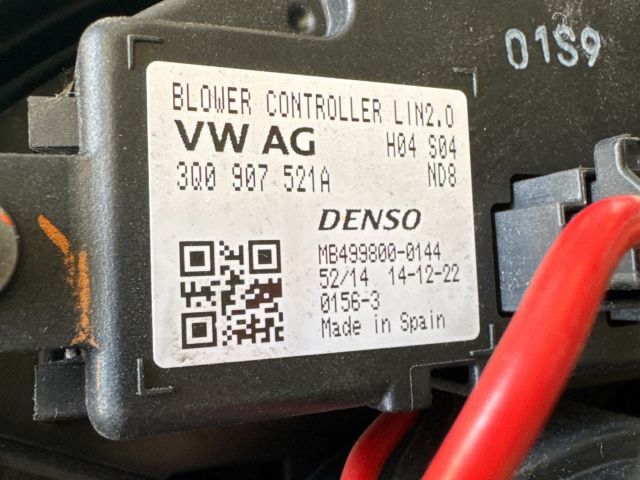 01S9
BLOWER CONTROLLER LIN2.0
VW AG H04 S04
3Q0 907 521A ND8
DENSO
MB499800-0144
52/14 14-12-22
0156-3
Made in Spain